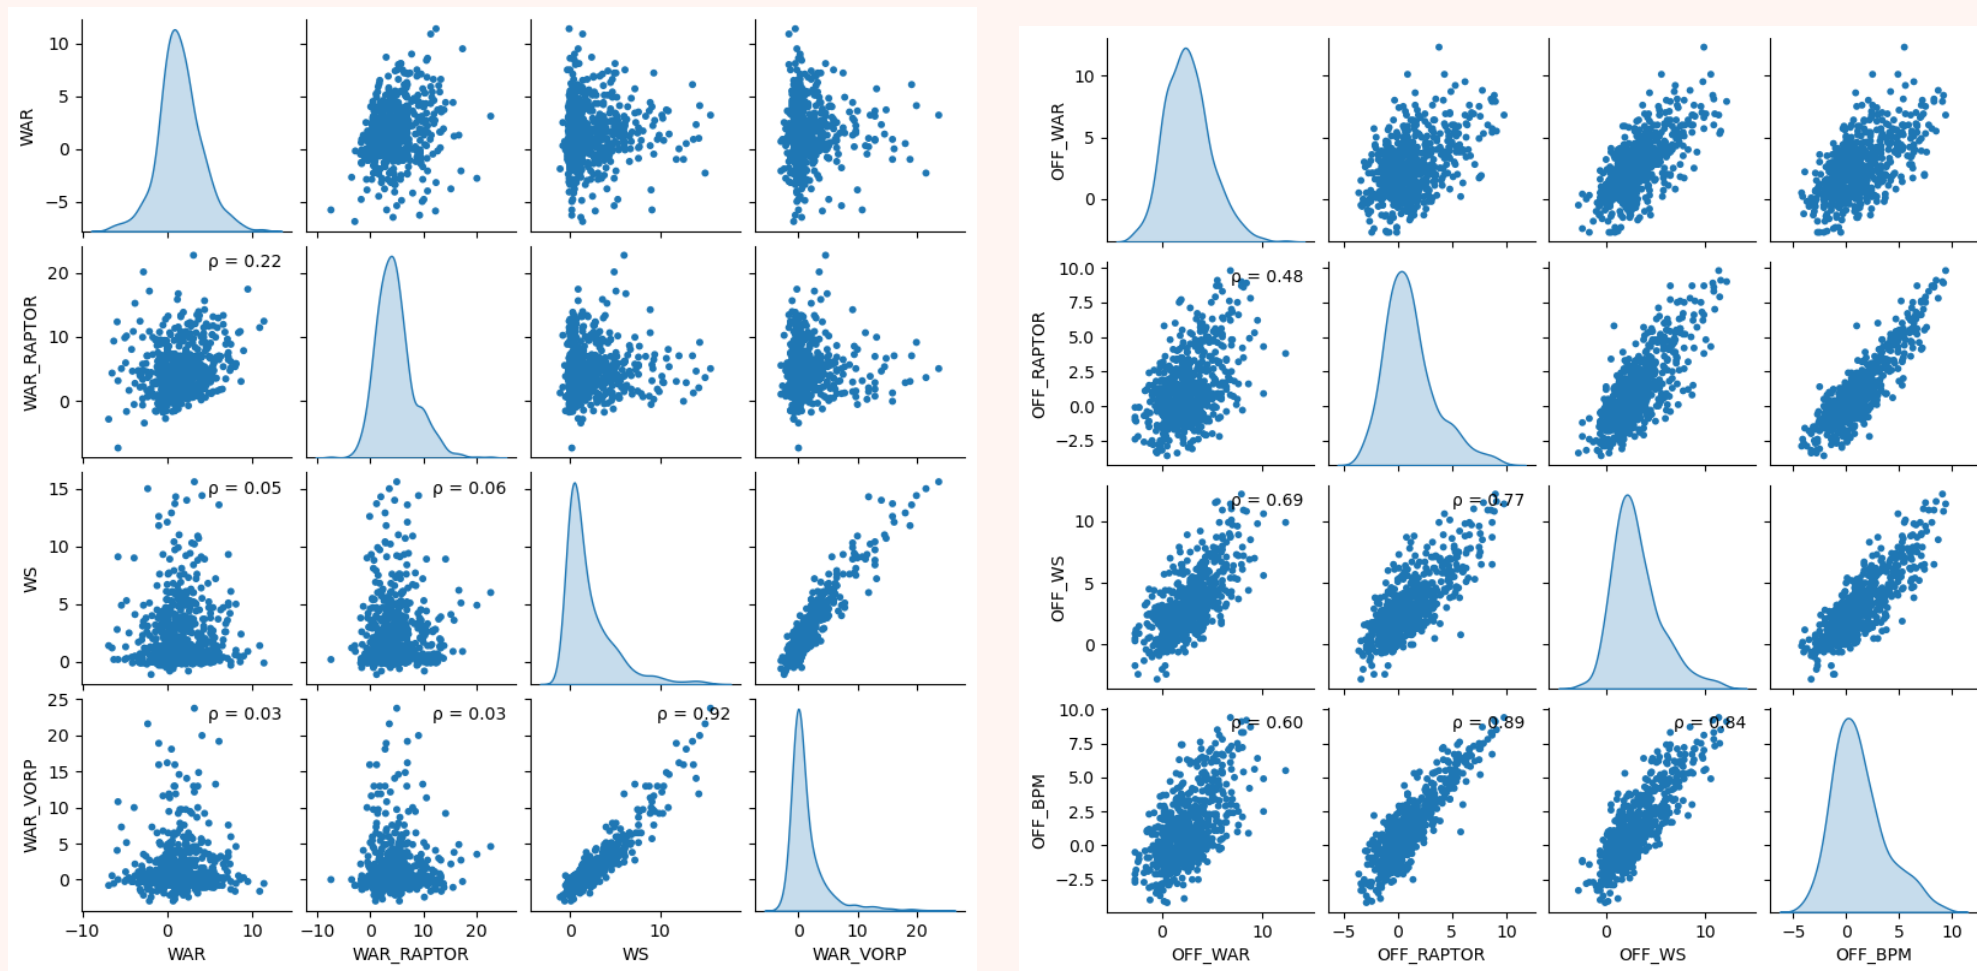 10
5
0
−5
WAR
20
10
0
WAR_RAPTOR
ρ = 0.22
15
10
5
0
WS
ρ = 0.05
ρ = 0.06
25
20
15
10
5
0
WAR_VORP
ρ = 0.03
ρ = 0.03
ρ = 0.92
−10 0 10
−10 0 10 20
0 10
0 10 20
WAR
WAR_RAPTOR
WS
WAR_VORP
10
5
0
OFF_WAR
10.0
7.5
5.0
2.5
0.0
−2.5
OFF_RAPTOR
ρ = 0.48
10
5
0
OFF_WS
ρ = 0.69
ρ = 0.77
10.0
7.5
5.0
2.5
0.0
−2.5
OFF_BPM
ρ = 0.60
ρ = 0.89
ρ = 0.84
0 10
−5 0 5 10
0 10
−5 0 5 10
OFF_WAR
OFF_RAPTOR
OFF_WS
OFF_BPM